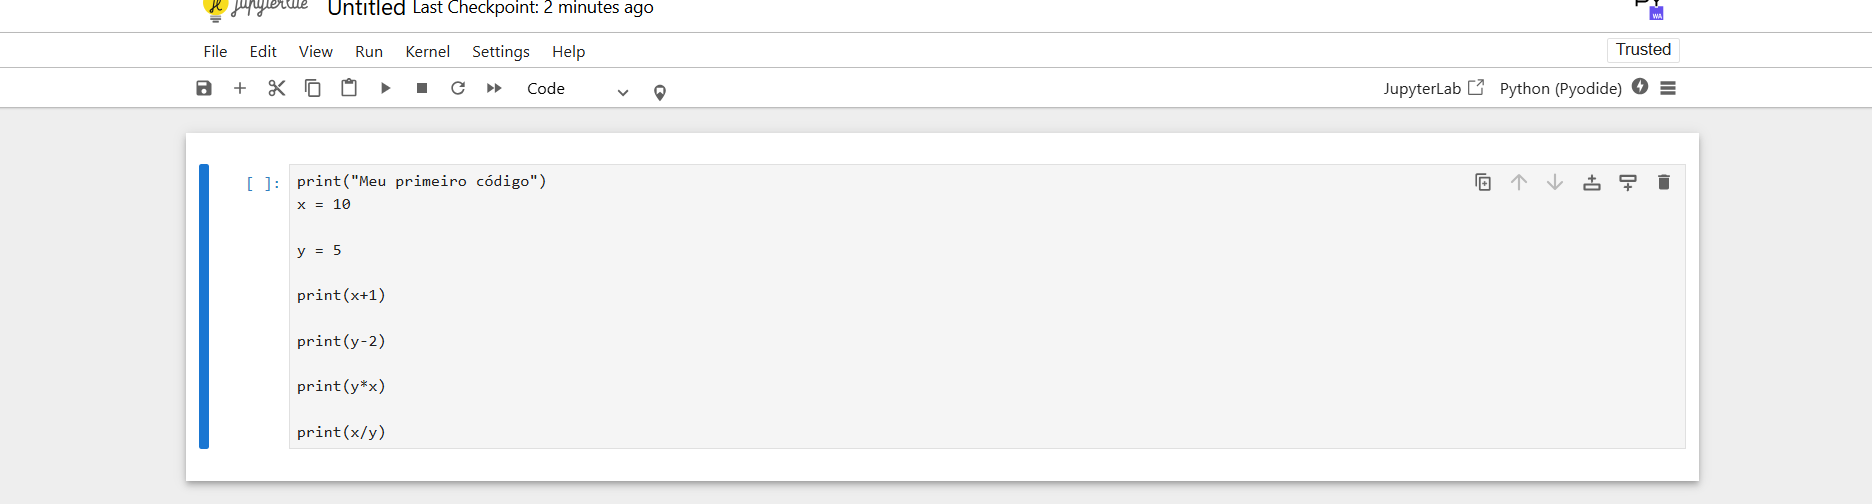 Untitled Last Checkpoint: 2 minutes ago
File Edit View Run Kernel Settings Help
Trusted
Code
JupyterLab Python (Pyodide)
[ ]:
print("Meu primeiro código")
x = 10
y = 5
print(x+1)
print(y-2)
print(y*x)
print(x/y)